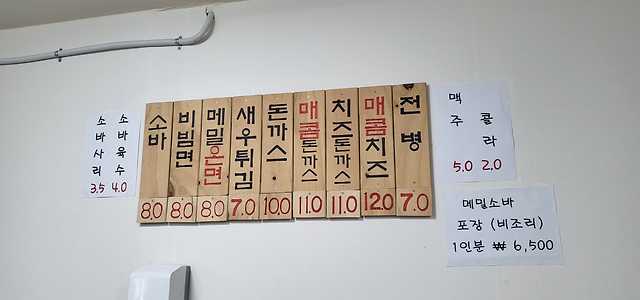 소바사리 3.5
소바육수 4.0
소바 8.0
비빔면 8.0
메밀온면 8.0
새우튀김 7.0
돈까스 10.0
매콤돈까스 11.0
치즈돈까스 11.0
매콤치즈 12.0
전병 7.0
맥주 5.0
콜라 2.0
메밀소바
포장 (비조리)
1인분 ₩ 6,500